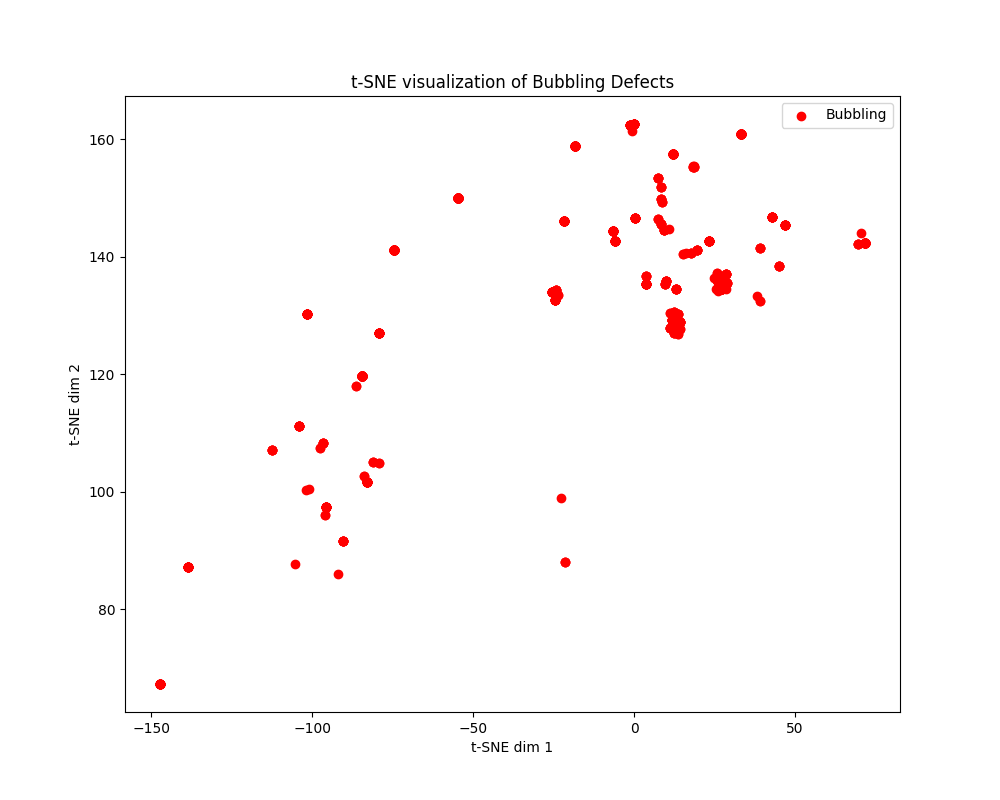 t-SNE visualization of Bubbling Defects
Bubbling
160
140
120
100
80
t-SNE dim 2
−150
−100
−50
0
50
t-SNE dim 1